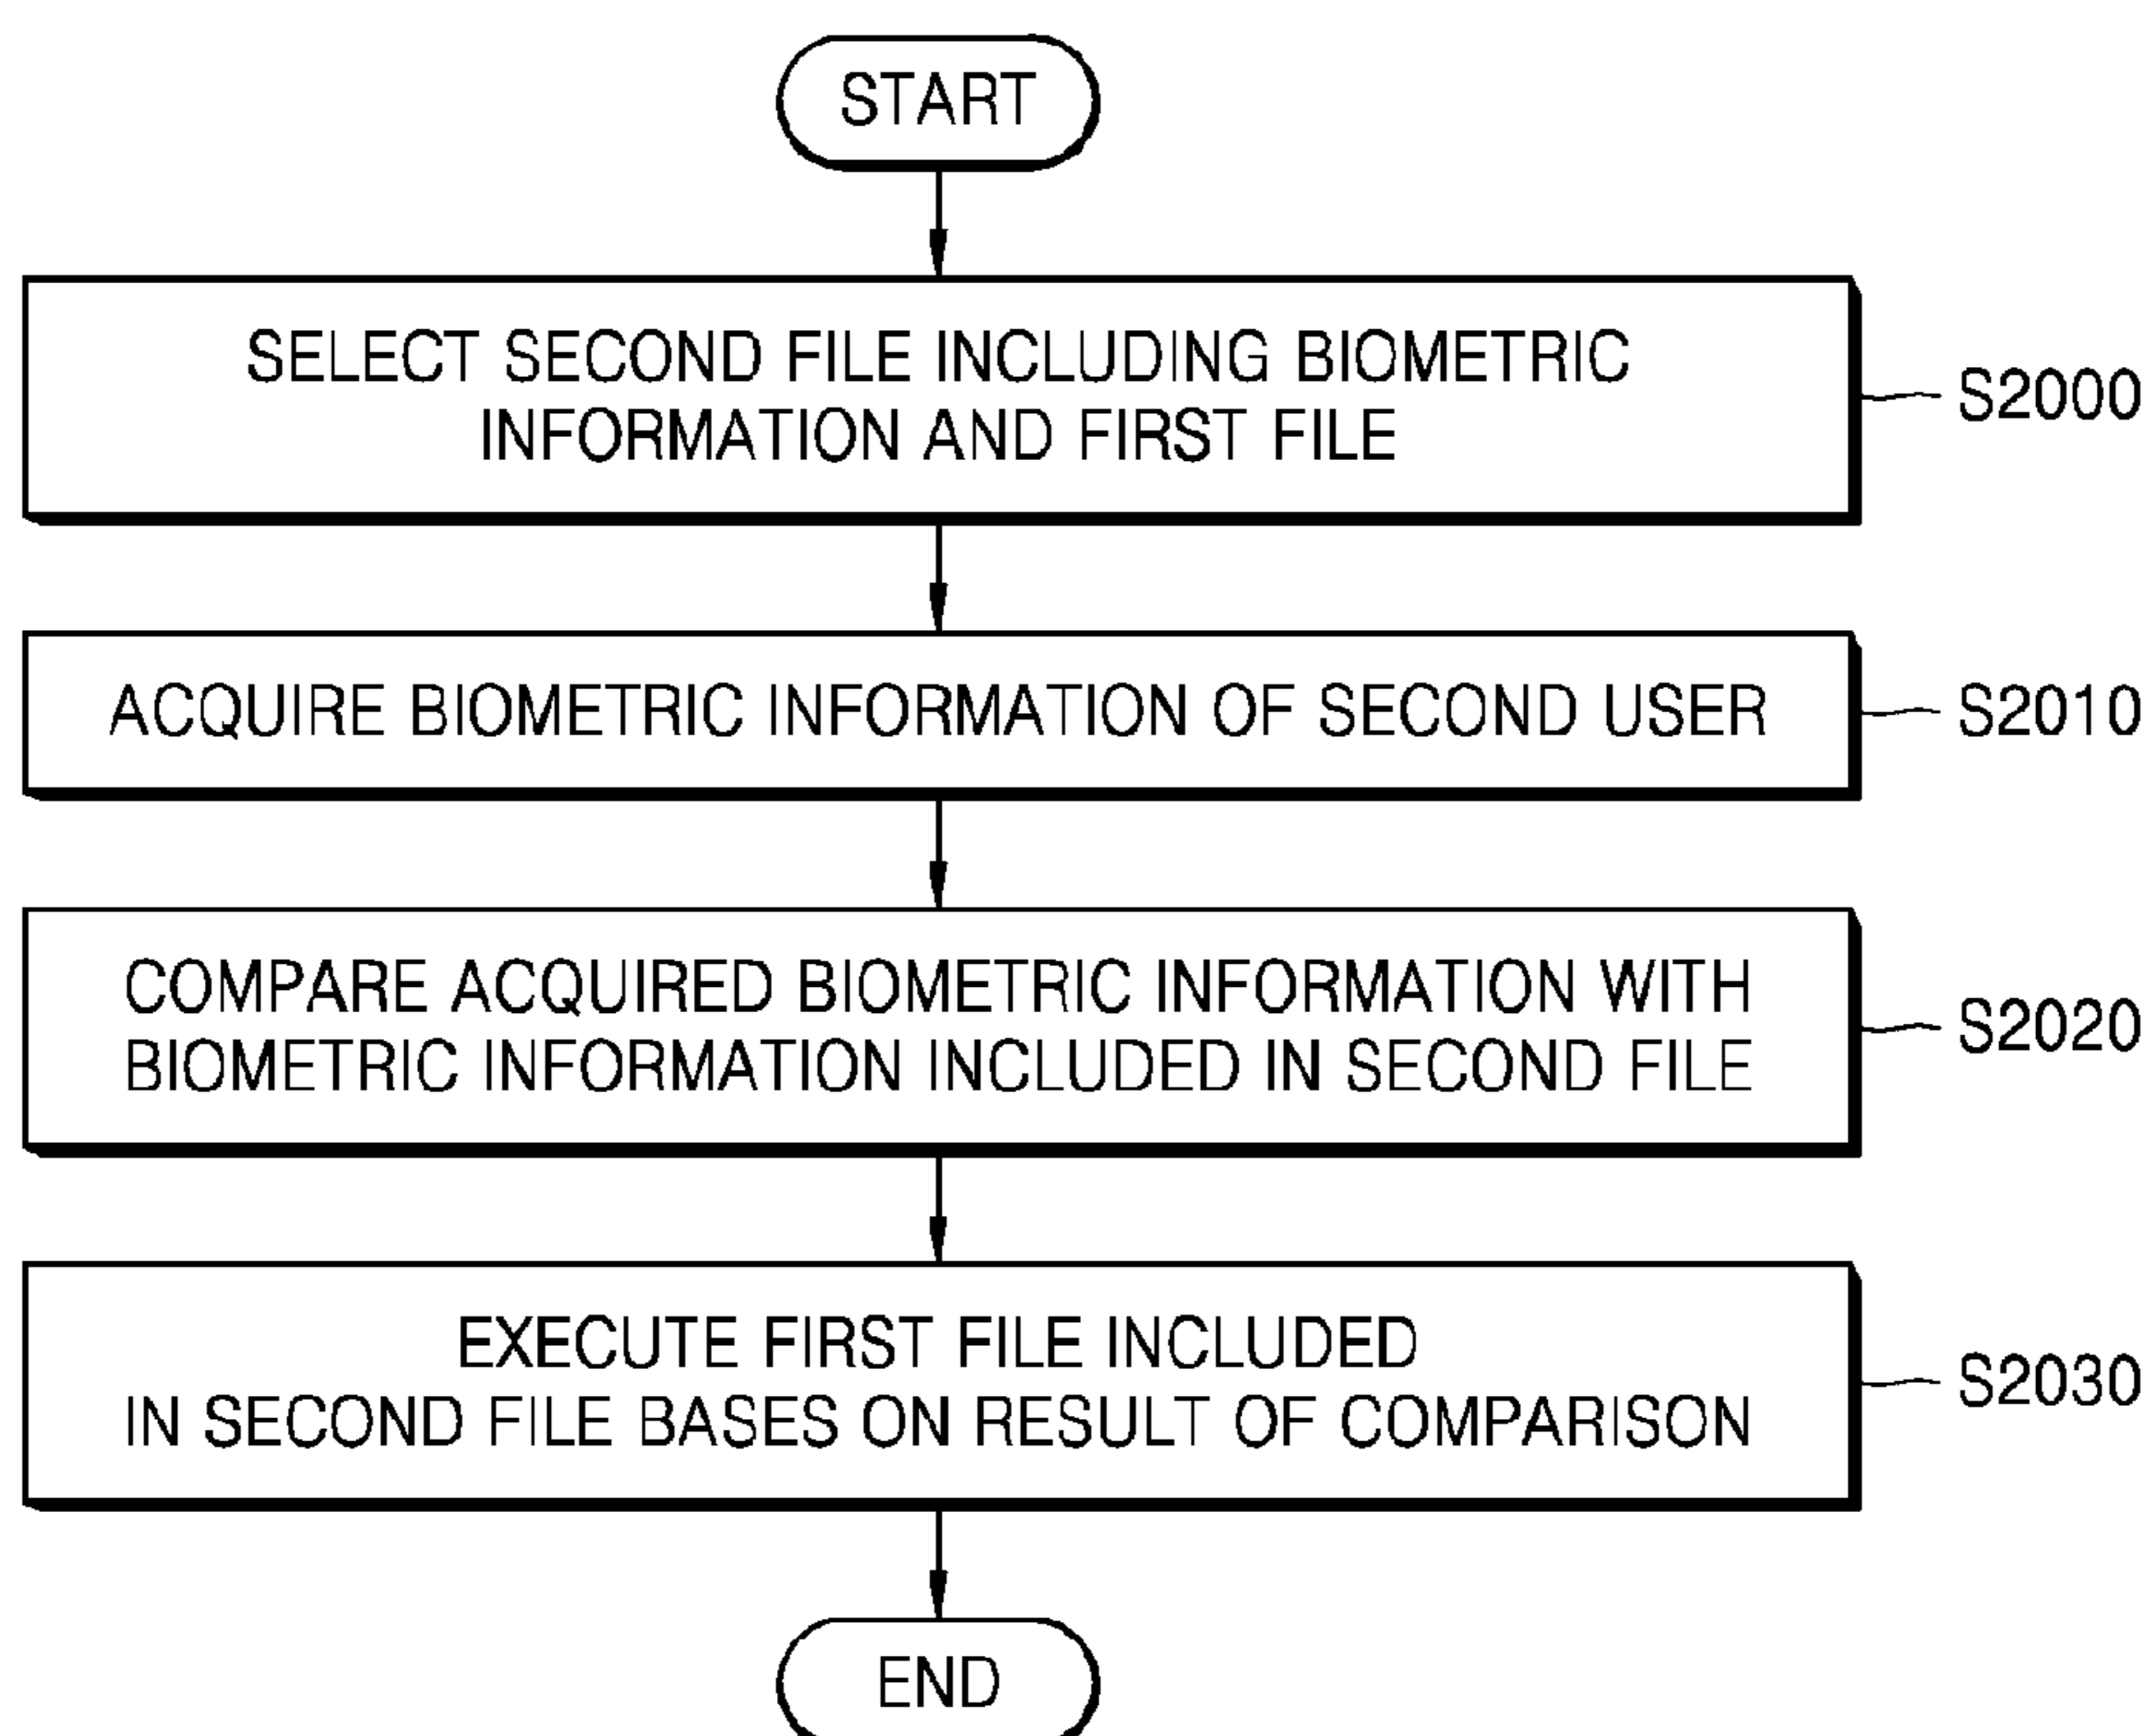 START
SELECT SECOND FILE INCLUDING BIOMETRIC
INFORMATION AND FIRST FILE
S2000
ACQUIRE BIOMETRIC INFORMATION OF SECOND USER
S2010
COMPARE ACQUIRED BIOMETRIC INFORMATION WITH
BIOMETRIC INFORMATION INCLUDED IN SECOND FILE
S2020
EXECUTE FIRST FILE INCLUDED
IN SECOND FILE BASES ON RESULT OF COMPARISON
S2030
END